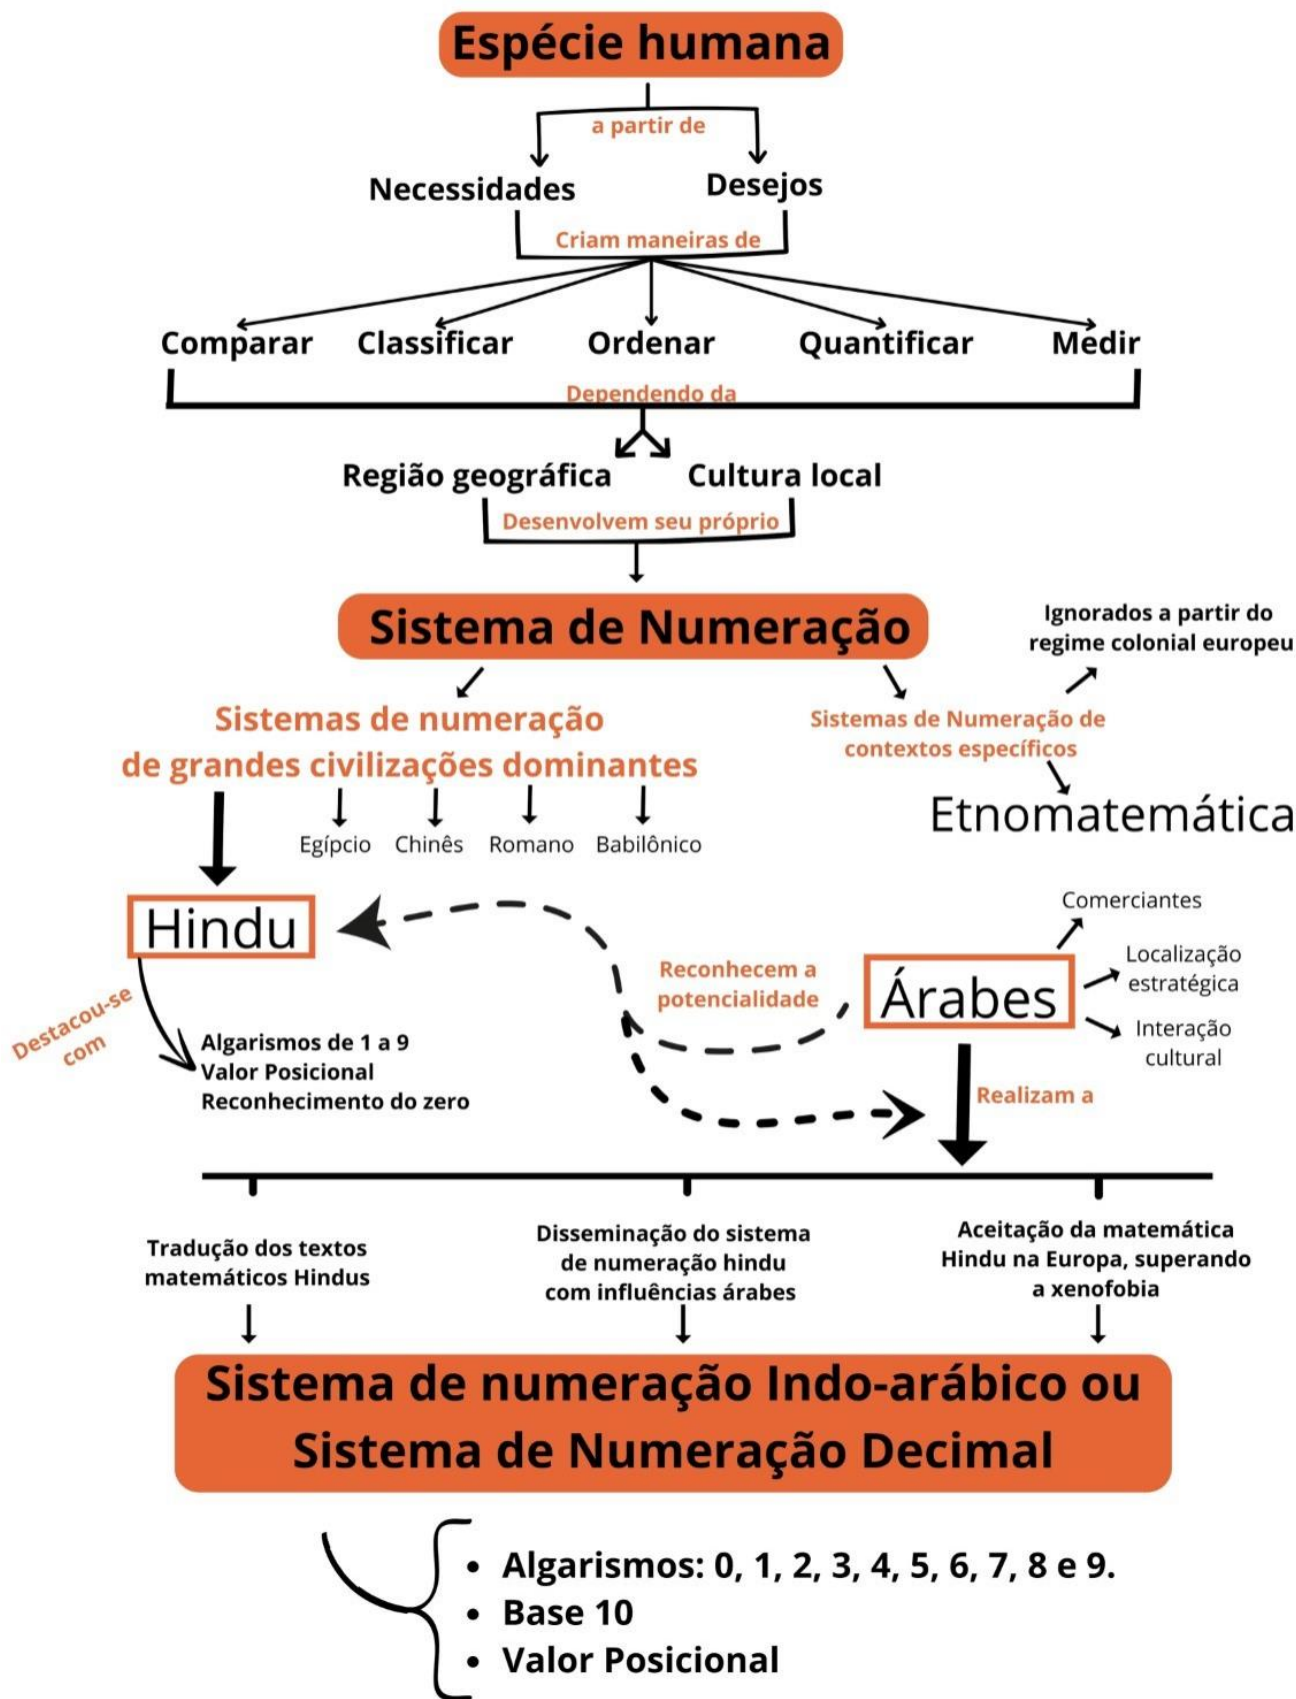 Espécie humana
a partir de
Necessidades
Desejos
Criam maneiras de
Comparar
Classificar
Ordenar
Quantificar
Medir
Dependendo da
Região geográfica
Cultura local
Desenvolvem seu próprio
Sistema de Numeração
Ignorados a partir do
regime colonial europeu
Sistemas de numeração
de grandes civilizações dominantes
Sistemas de Numeração de
contextos específicos
Etnomatemática
Egípcio
Chinês
Romano
Babilônico
Hindu
Destacou-se
com
Algarismos de 1 a 9
Valor Posicional
Reconhecimento do zero
Reconhecem a
potencialidade
Árabes
Comerciantes
Localização
estratégica
Interação
cultural
Realizam a
Tradução dos textos
matemáticos Hindus
Disseminação do sistema
de numeração hindu
com influências árabes
Aceitação da matemática
Hindu na Europa, superando
a xenofobia
Sistema de numeração Indo-arábico ou
Sistema de Numeração Decimal
• Algarismos: 0, 1, 2, 3, 4, 5, 6, 7, 8 e 9.
• Base 10
• Valor Posicional